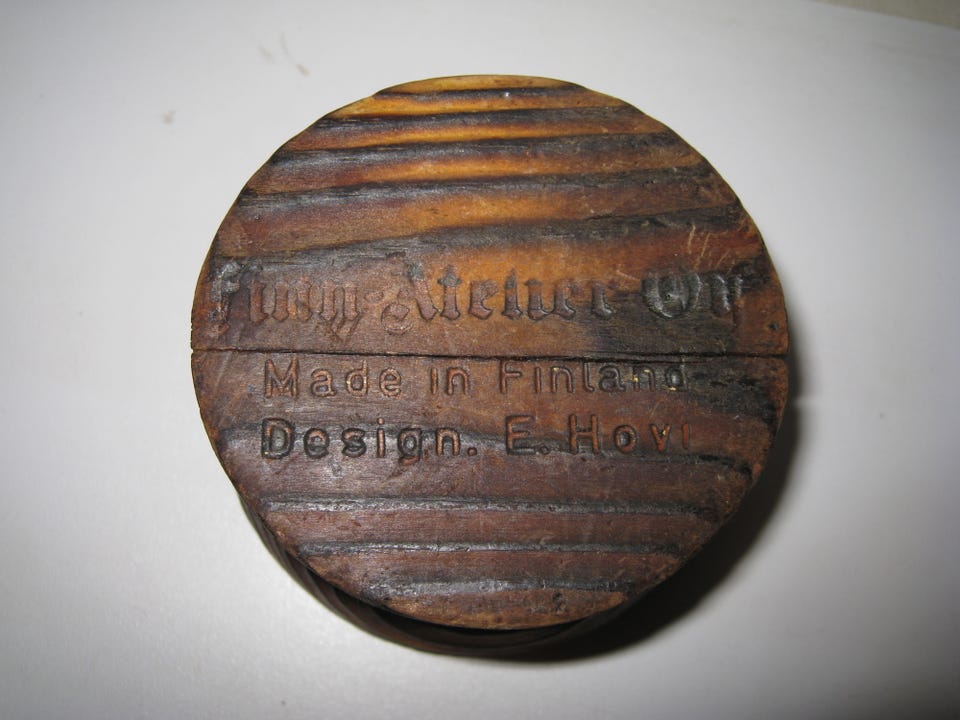 Finn-Atelier-Oy
Made in Finland
Design. E. Hovi